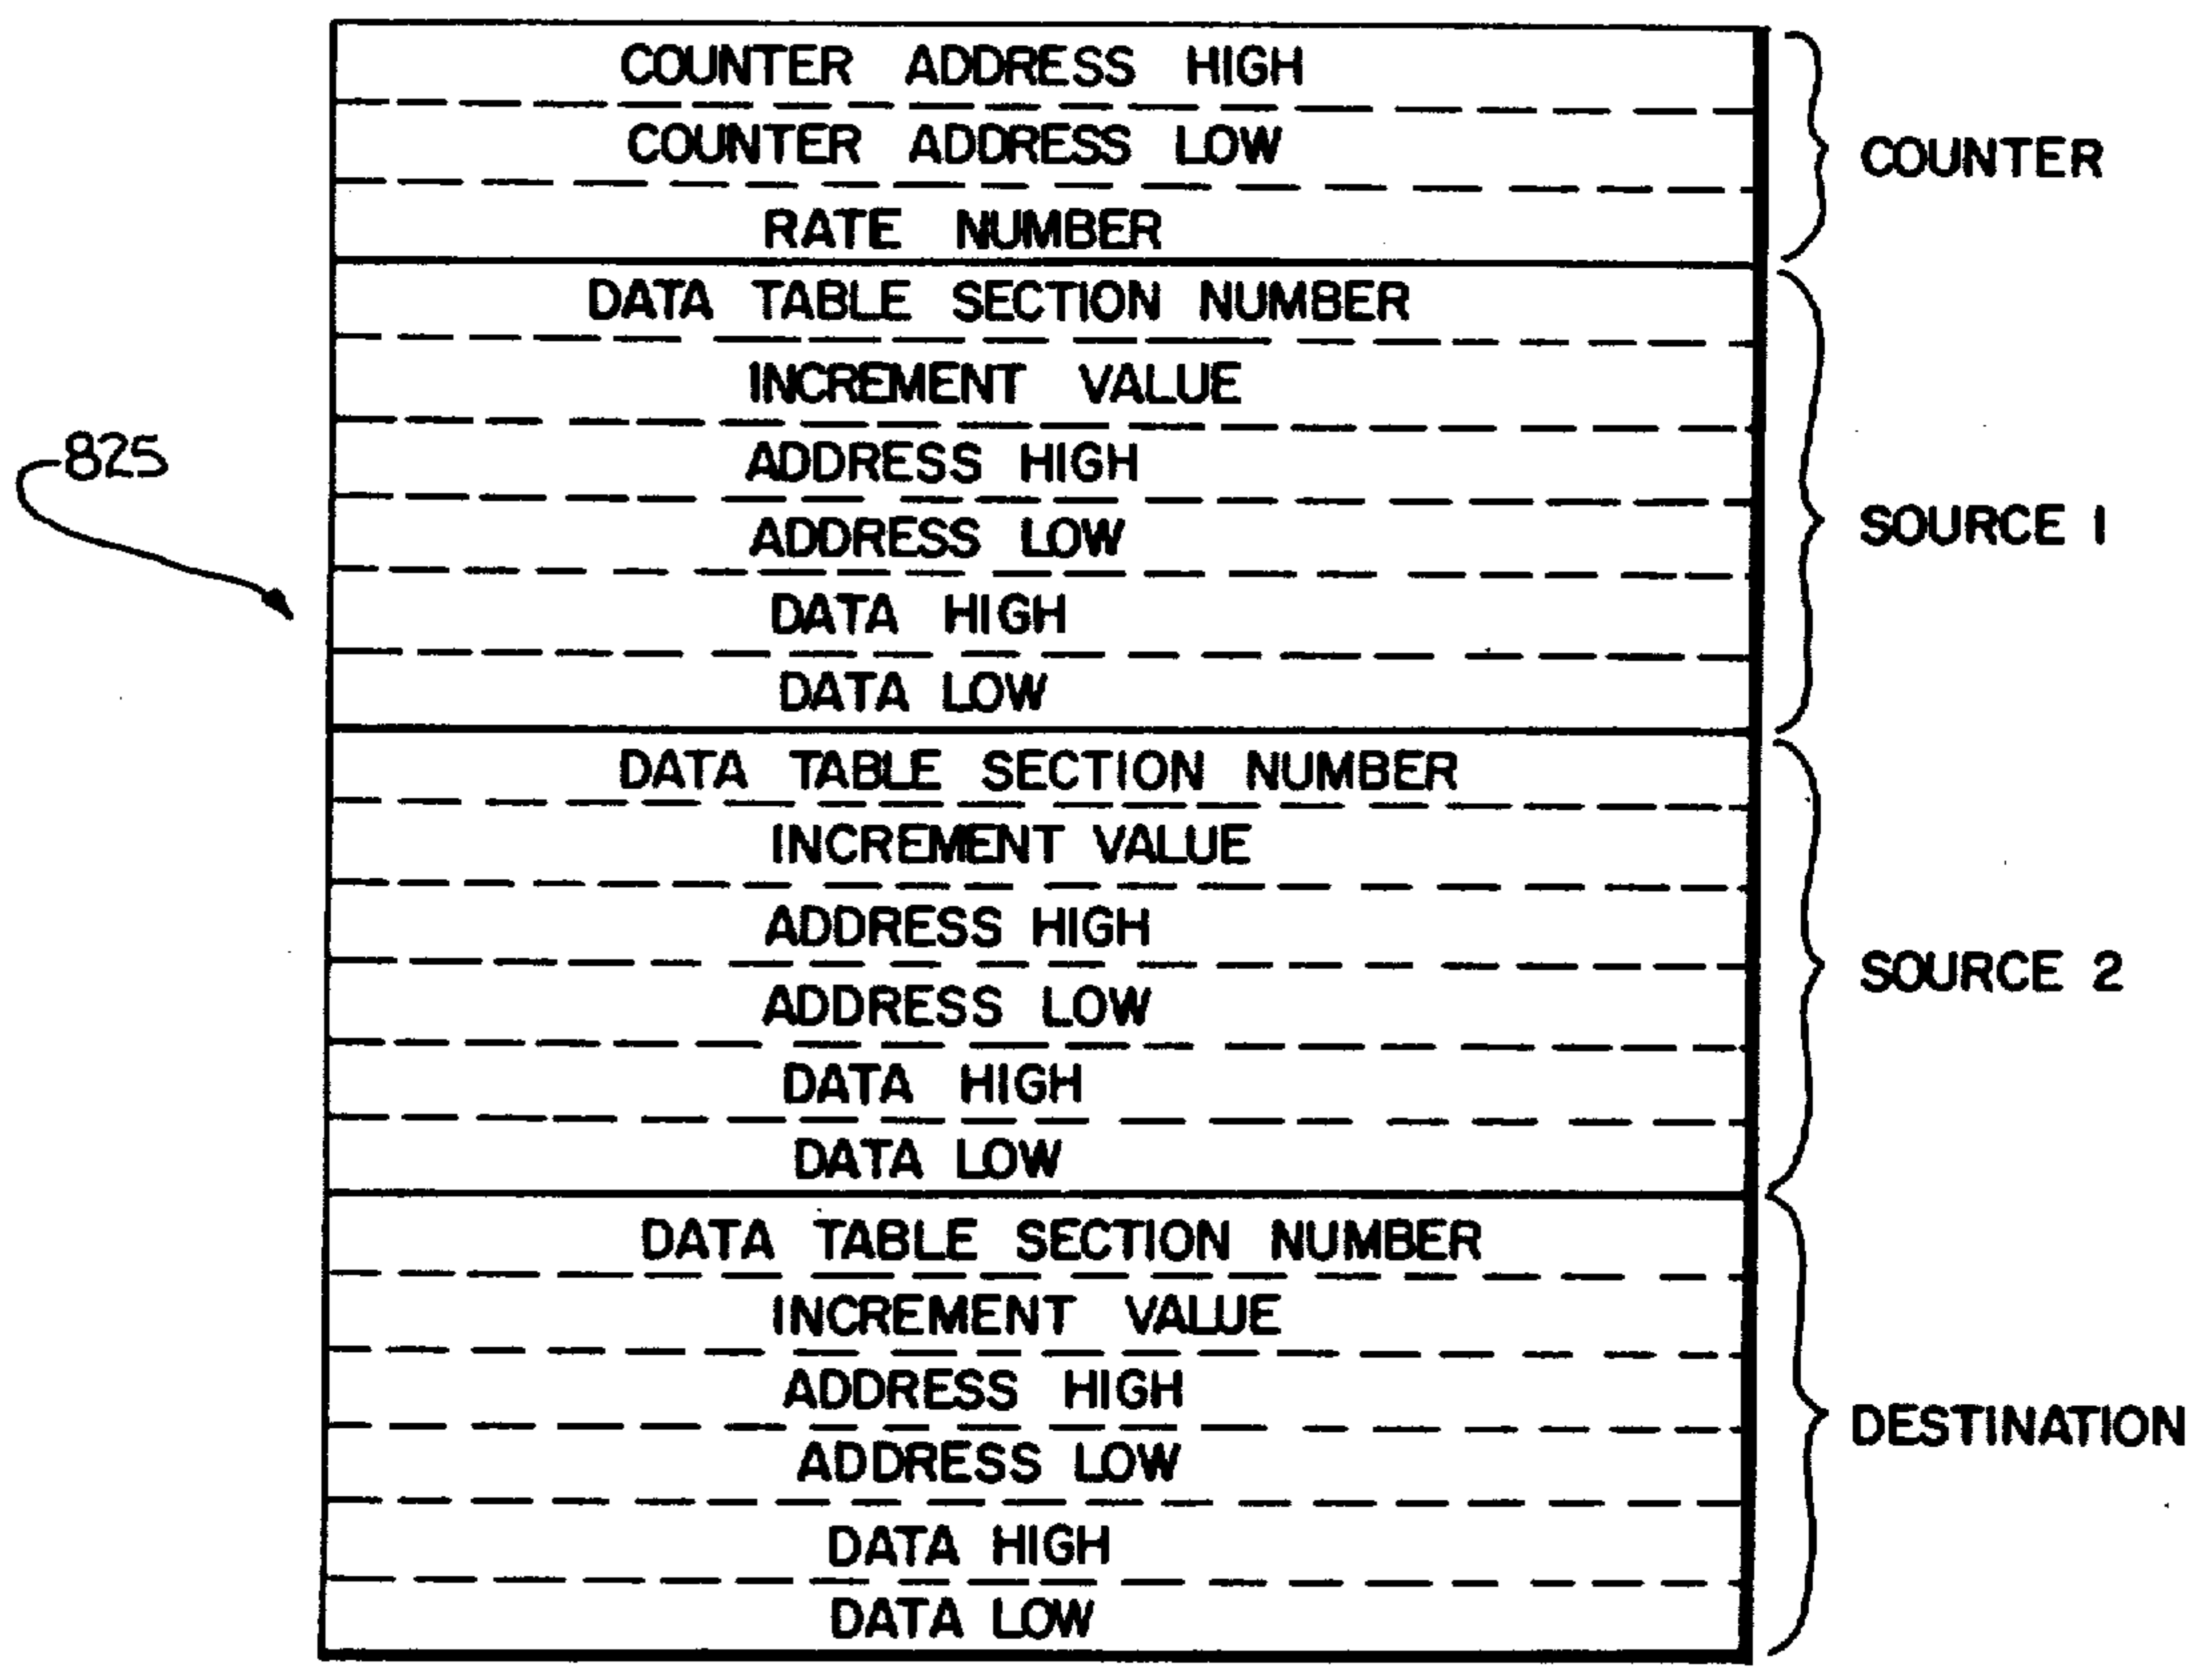 COUNTER ADDRESS HIGH
COUNTER ADDRESS LOW
RATE NUMBER
COUNTER
DATA TABLE SECTION NUMBER
INCREMENT VALUE
ADDRESS HIGH
ADDRESS LOW
DATA HIGH
DATA LOW
SOURCE 1
825
DATA TABLE SECTION NUMBER
INCREMENT VALUE
ADDRESS HIGH
ADDRESS LOW
DATA HIGH
DATA LOW
SOURCE 2
DATA TABLE SECTION NUMBER
INCREMENT VALUE
ADDRESS HIGH
ADDRESS LOW
DATA HIGH
DATA LOW
DESTINATION